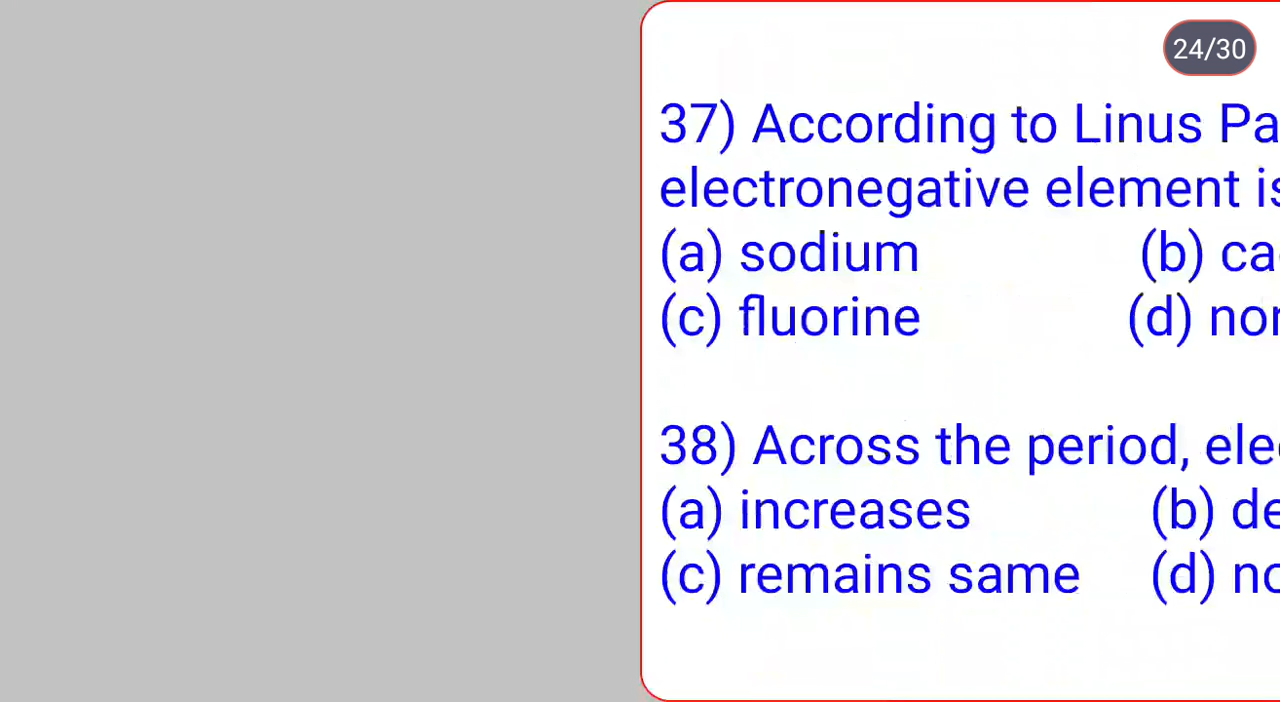 24/30
37) According to Linus Pa
electronegative element is
(a) sodium (b) ca
(c) fluorine (d) nor
38) Across the period, ele
(a) increases (b) de
(c) remains same (d) no